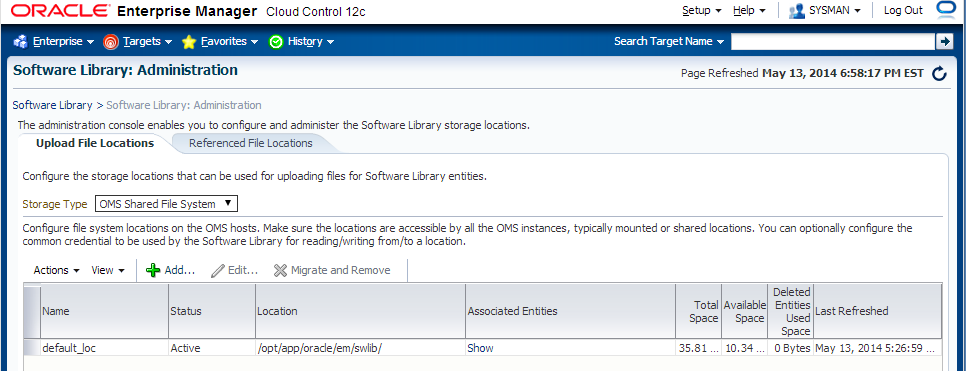 ORACLE Enterprise Manager Cloud Control 12c
Setup Help SYSMAN Log Out
Enterprise Targets Favorites History Search Target Name
Software Library: Administration
Page Refreshed May 13, 2014 6:58:17 PM EST
Software Library > Software Library: Administration
The administration console enables you to configure and administer the Software Library storage locations.
Upload File Locations Referenced File Locations
Configure the storage locations that can be used for uploading files for Software Library entities.
Storage Type OMS Shared File System
Configure file system locations on the OMS hosts. Make sure the locations are accessible by all the OMS instances, typically mounted or shared locations. You can optionally configure the
common credential to be used by the Software Library for reading/writing from/to a location.
Actions View Add... Edit... Migrate and Remove
Name Status Location Associated Entities Total Space Available Space Deleted Entities Used Space Last Refreshed
default_loc Active /opt/app/oracle/em/swlib/ Show 35.81 ... 10.34 ... 0 Bytes May 13, 2014 5:26:59 ...